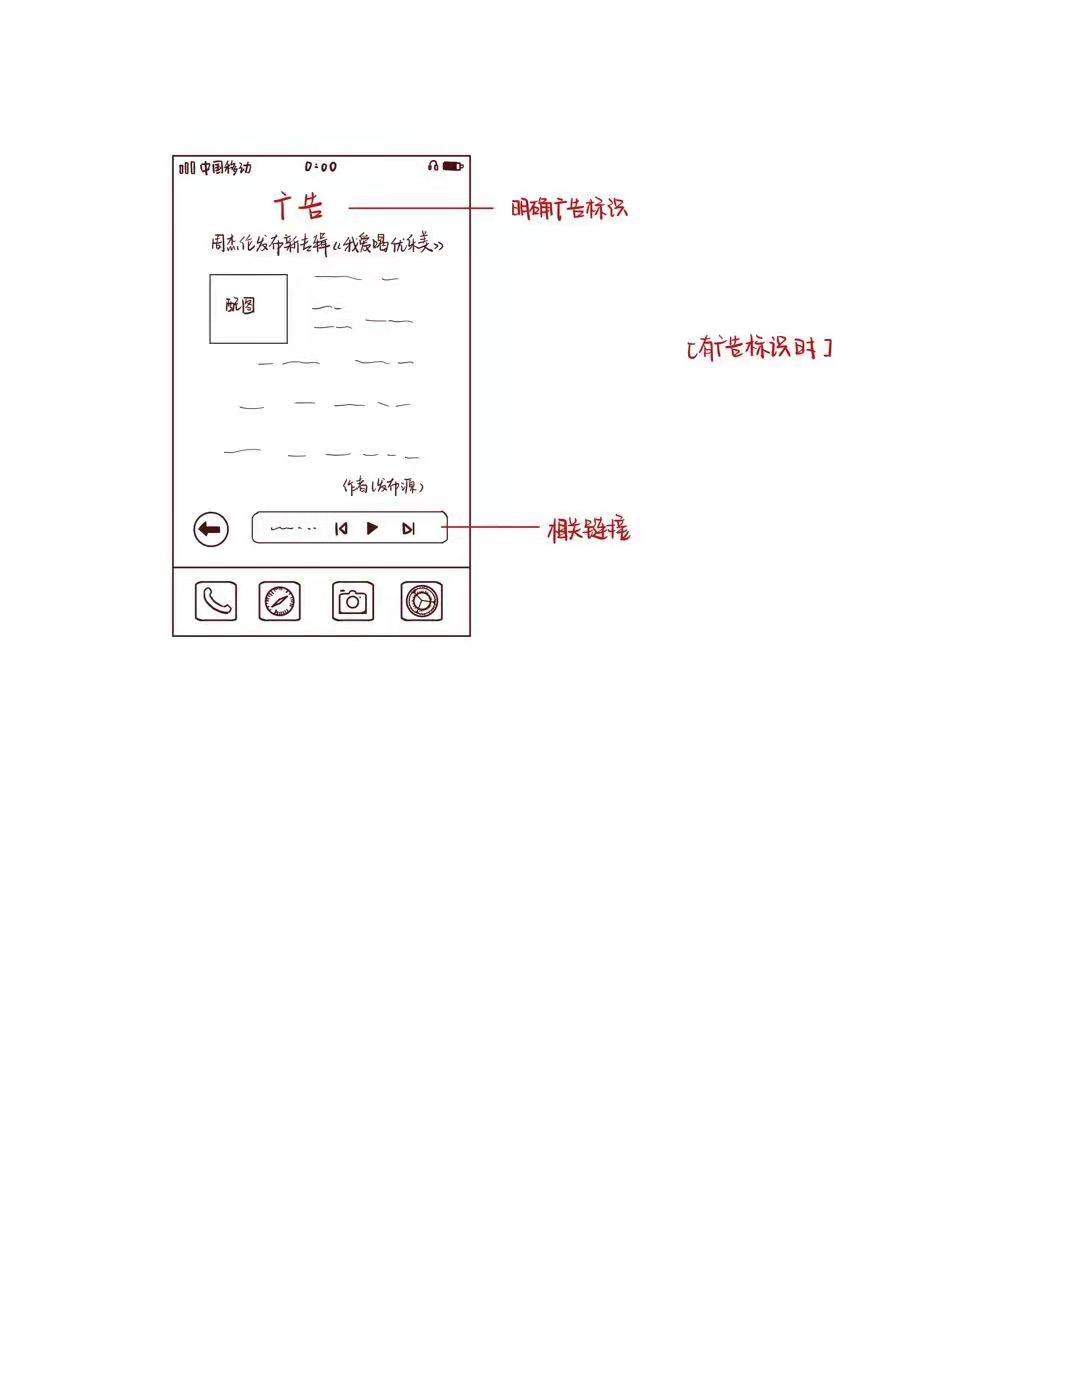 中国移动 0:00
广告
明确广告标识
周杰伦发布新专辑《我爱喝优乐美》
配图
[有广告标识时]
作者(发布源)
相关链接